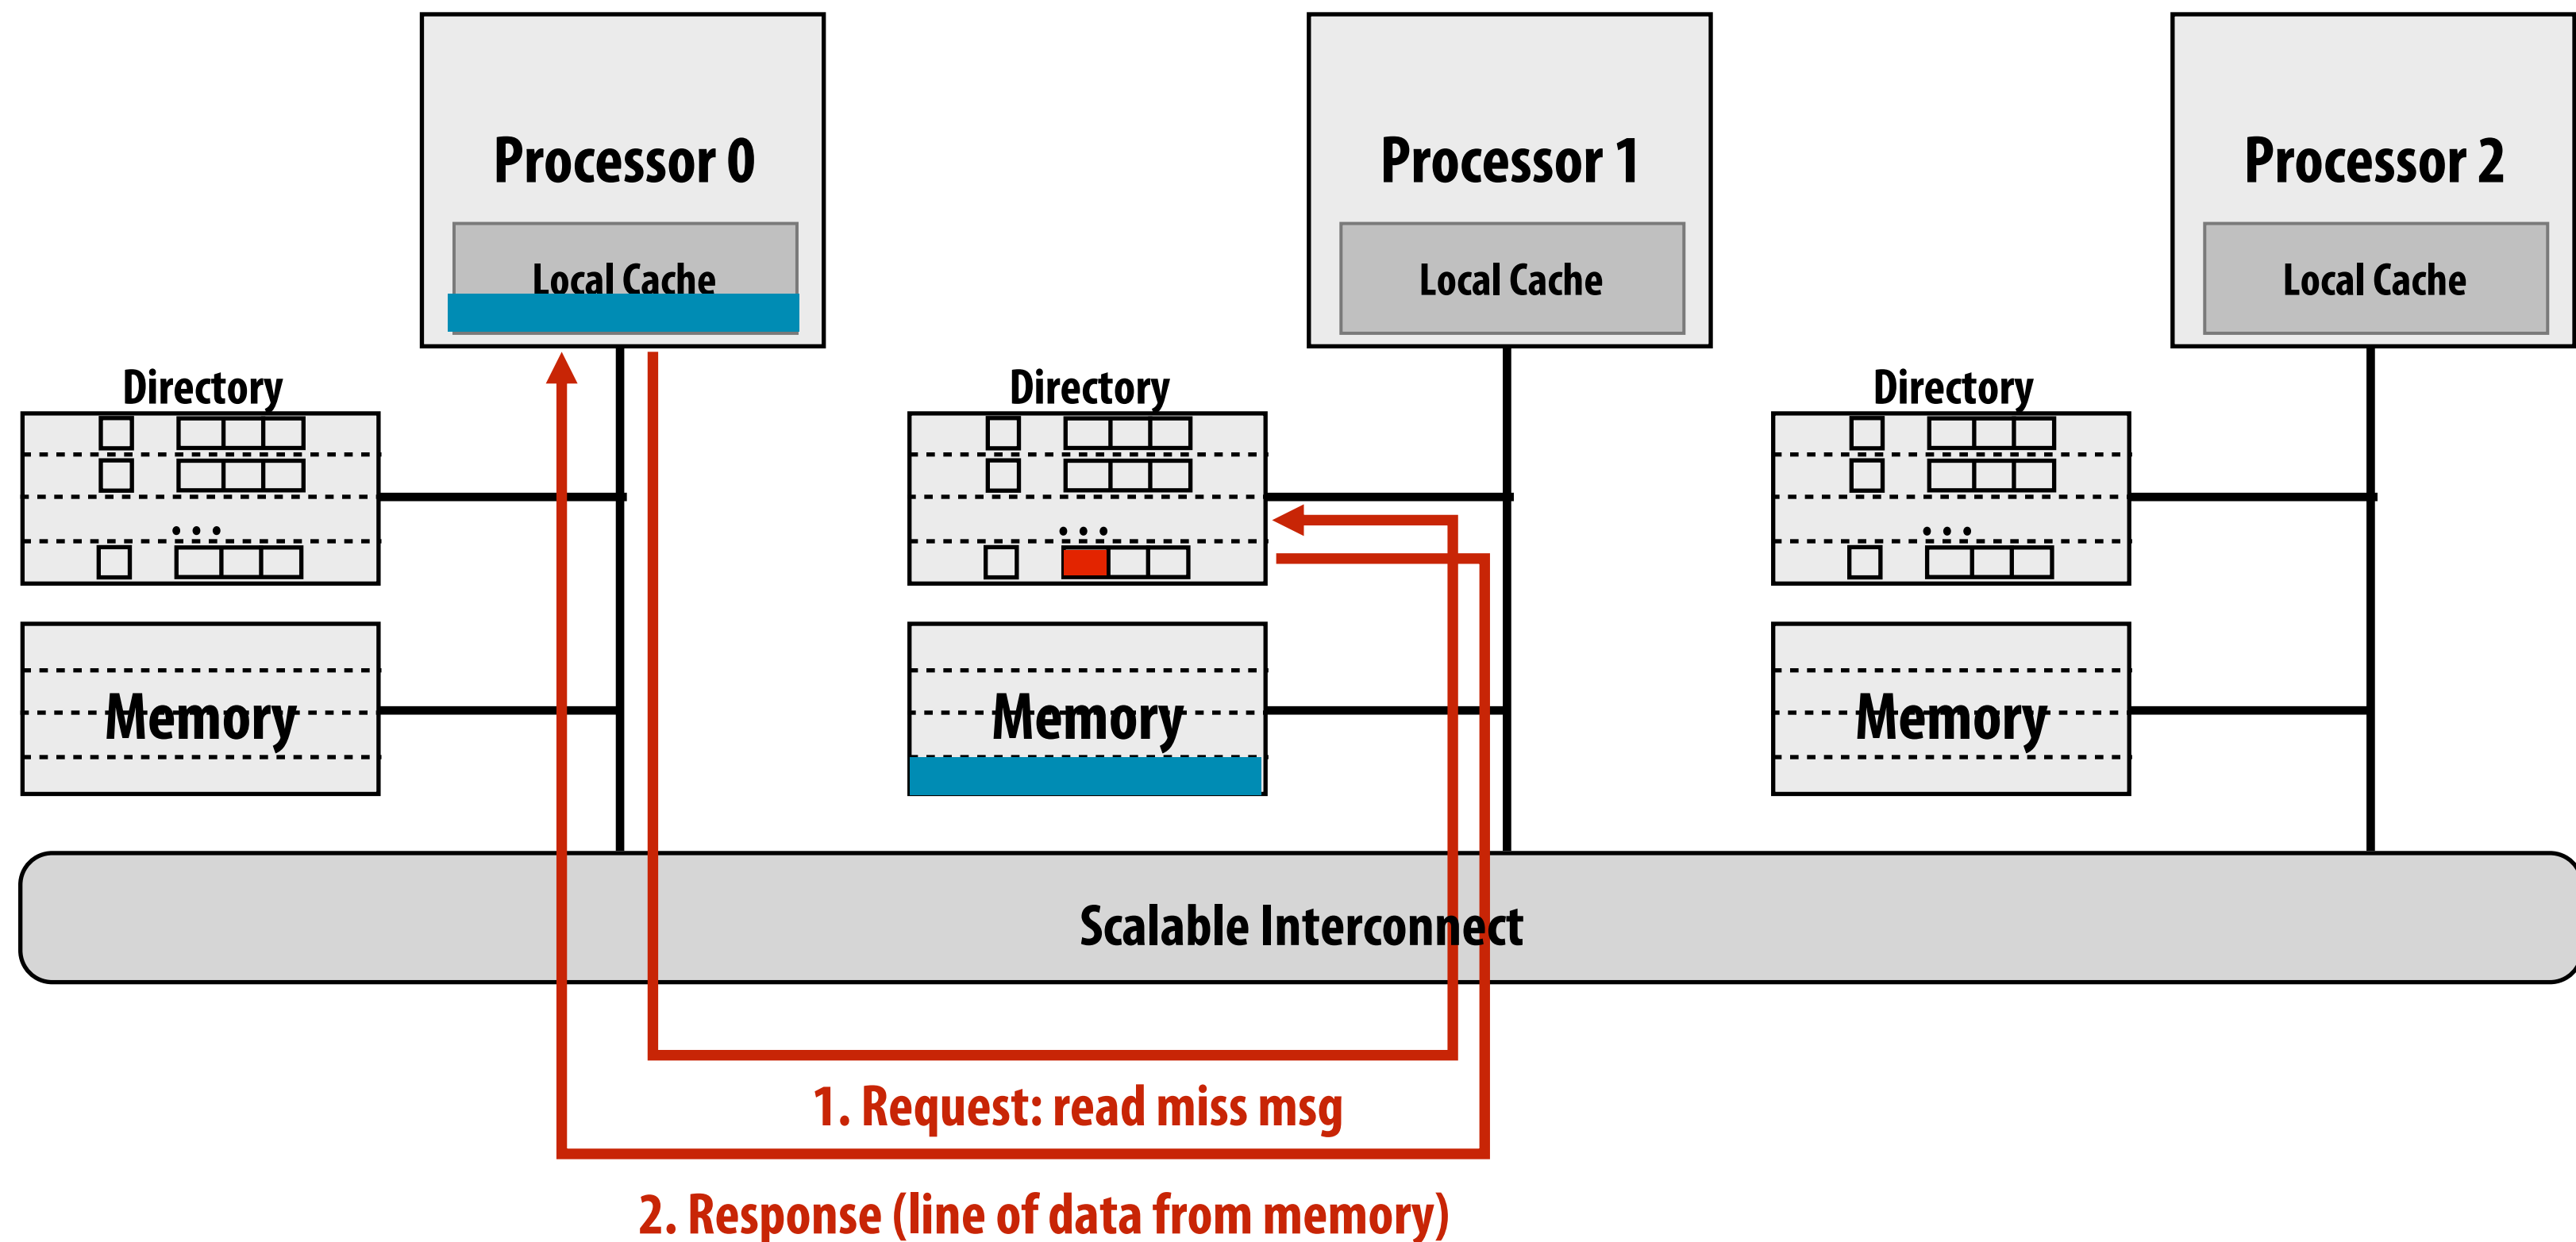 Processor 0
Processor 1
Processor 2
Local Cache
Local Cache
Local Cache
Directory
Directory
Directory
...
...
...
Memory
Memory
Memory
Scalable Interconnect
1. Request: read miss msg
2. Response (line of data from memory)